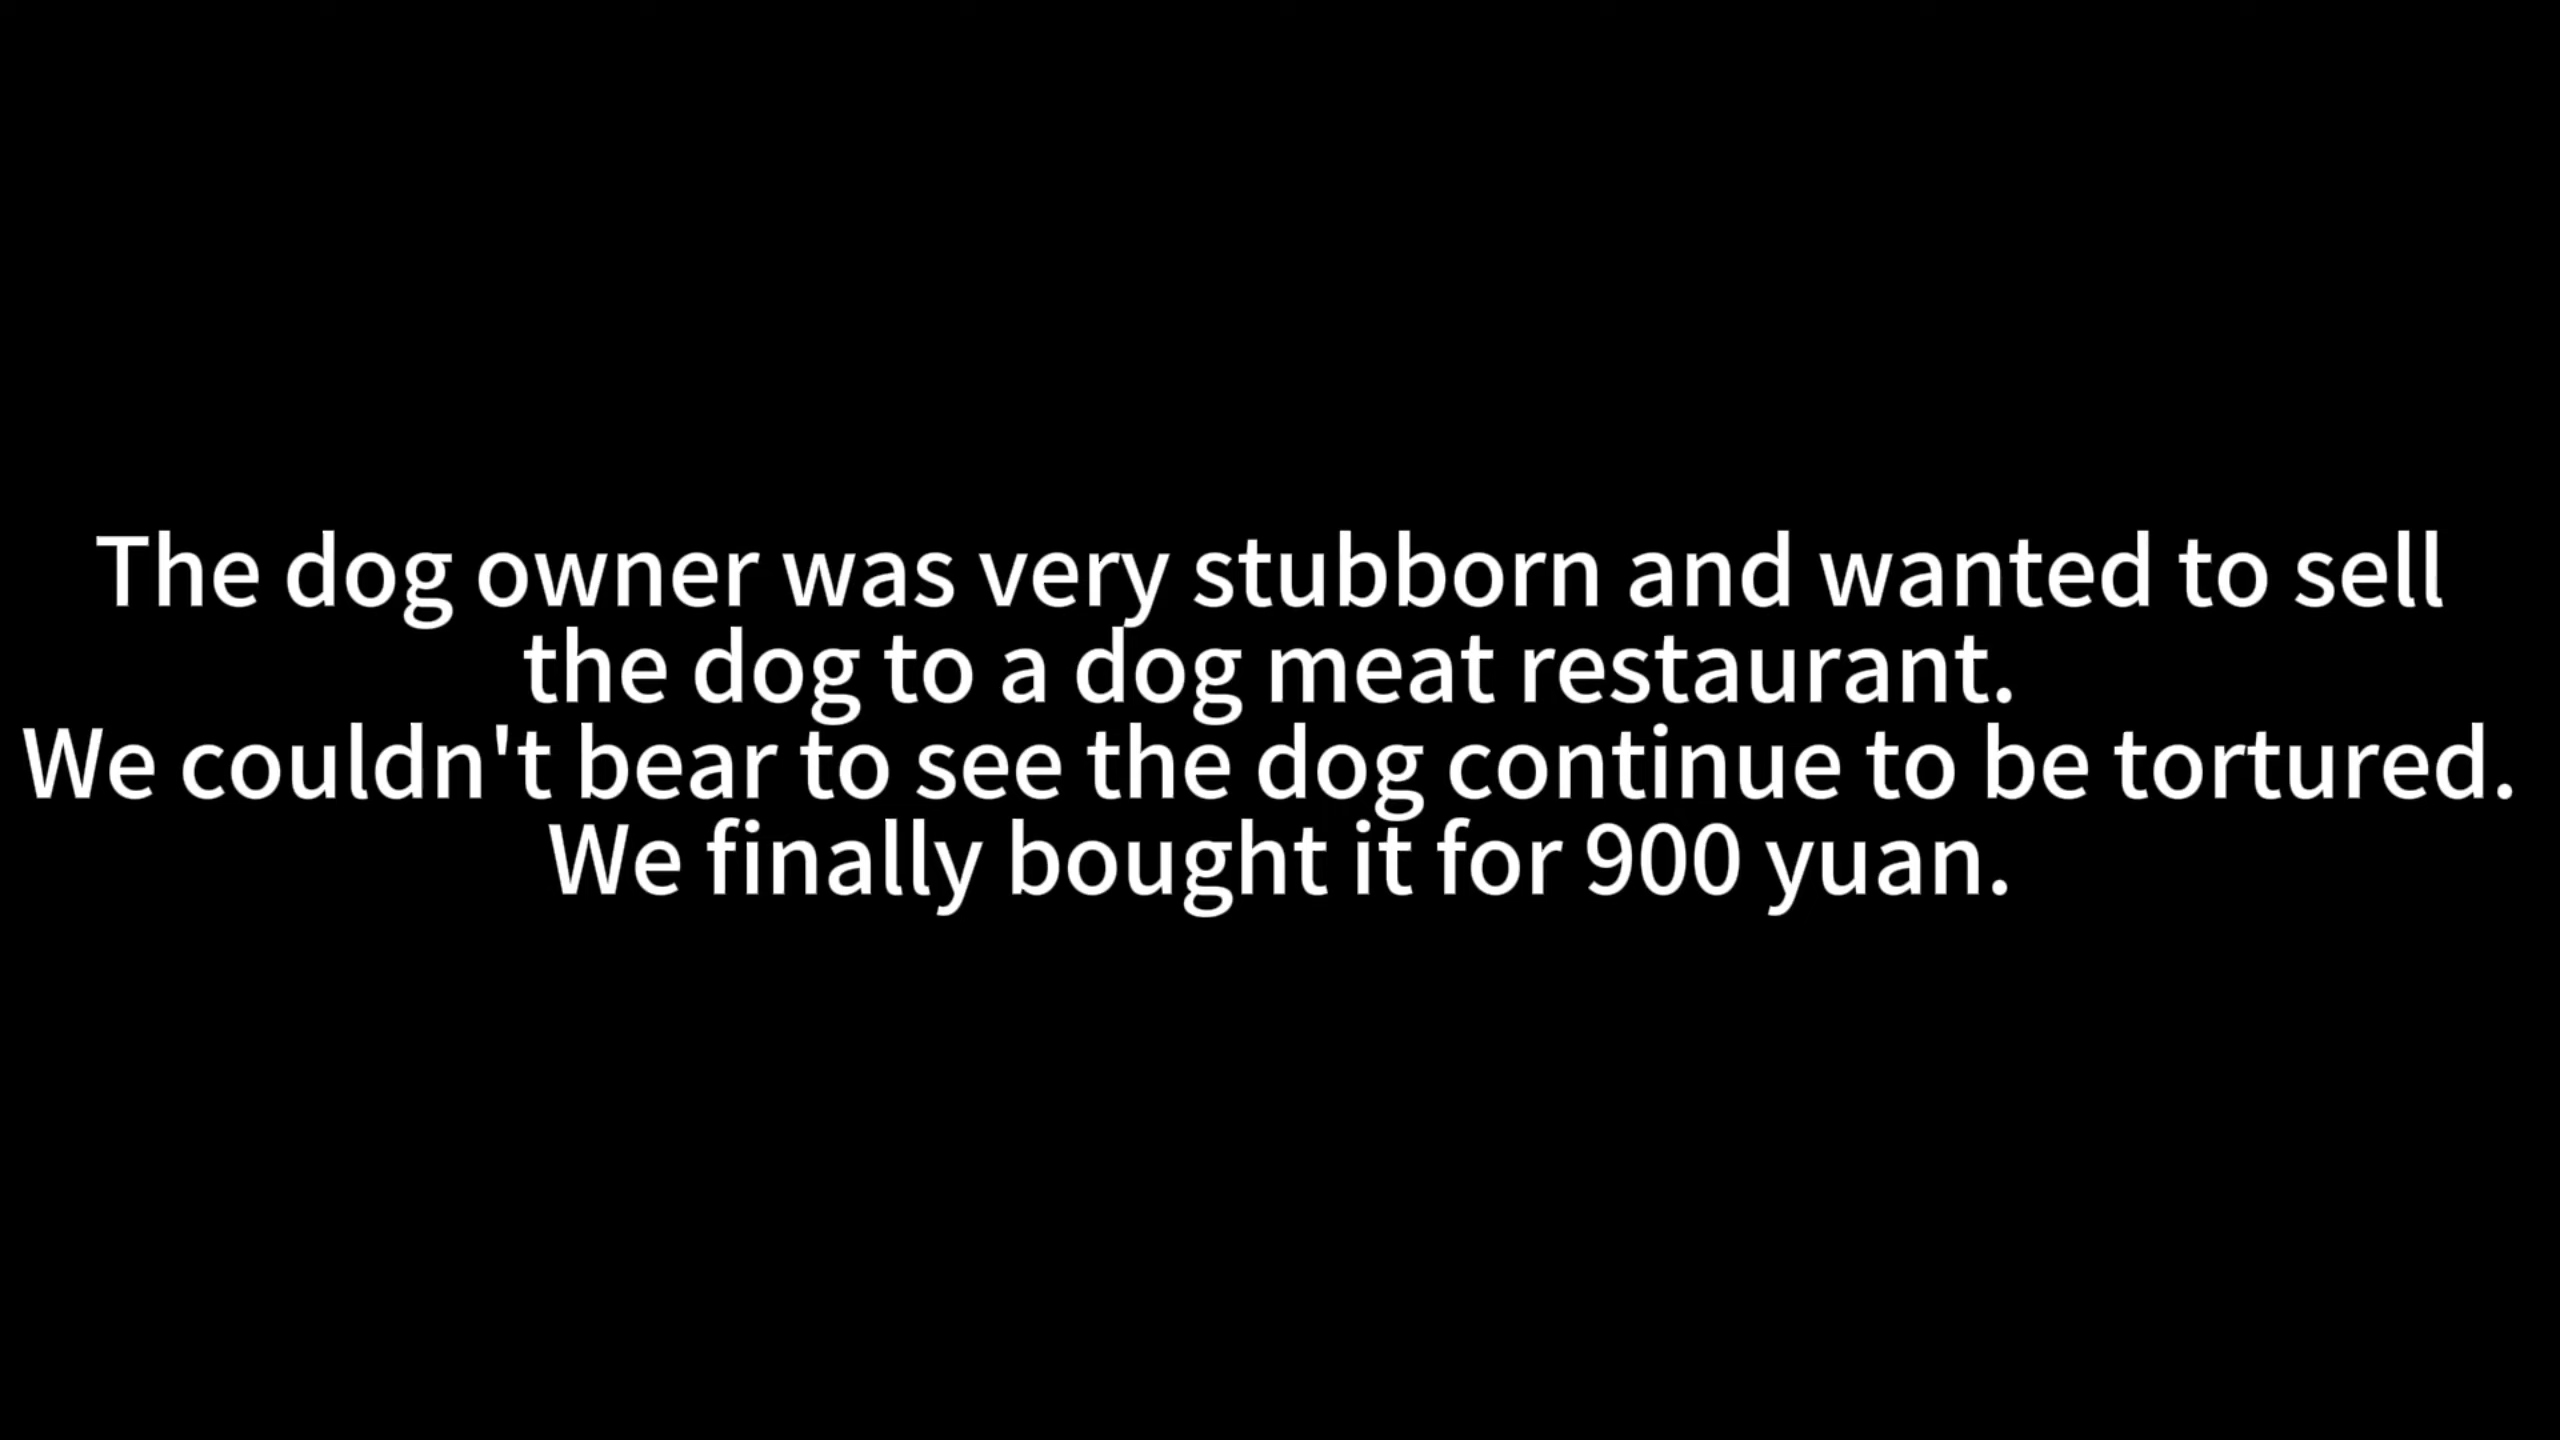 The dog owner was very stubborn and wanted to sell
the dog to a dog meat restaurant.
We couldn't bear to see the dog continue to be tortured.
We finally bought it for 900 yuan.